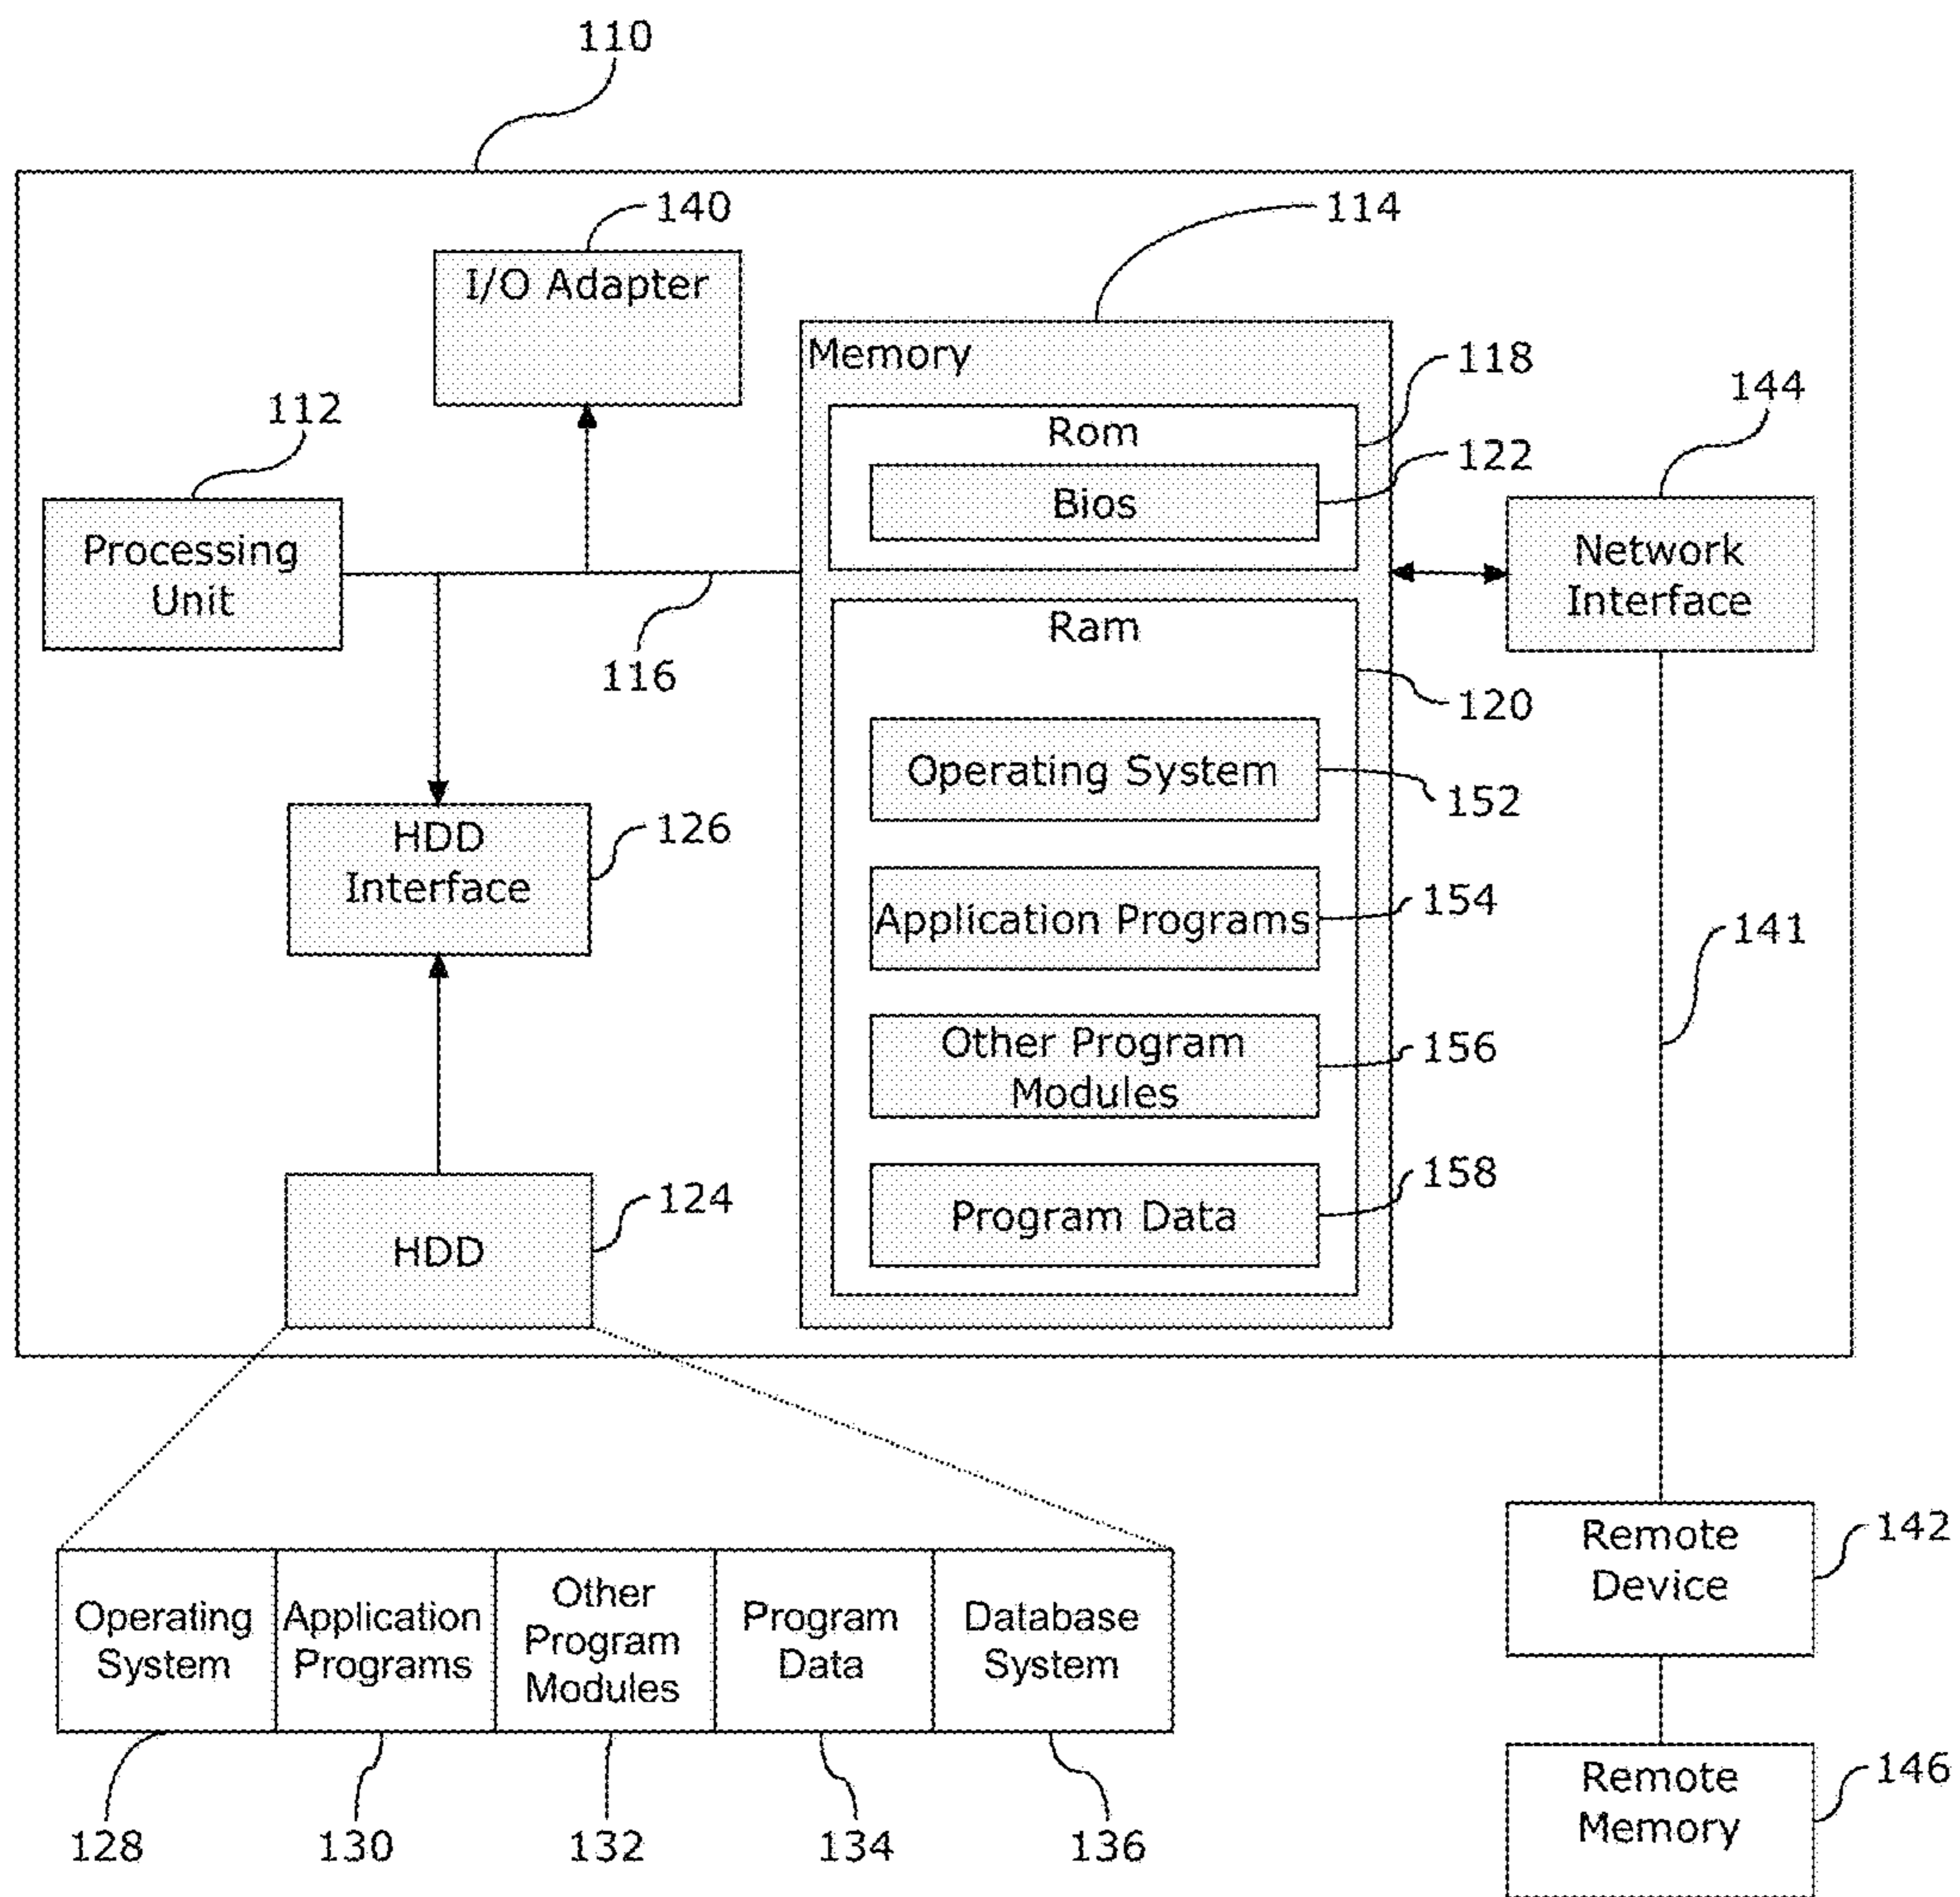 110
140
114
I/O Adapter
Memory
118
144
112
Rom
122
Bios
Processing
Unit
Network
Interface
116
Ram
120
Operating System
152
HDD
Interface
126
Application Programs
154
141
Other Program
Modules
156
158
Program Data
124
HDD
Remote
Device
142
Operating
System
Application
Programs
Other
Program
Modules
Program
Data
Database
System
Remote
Memory
146
128
130
132
134
136